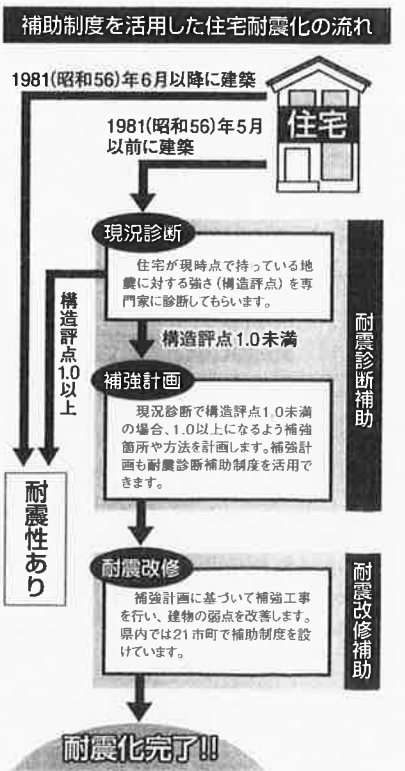 補助制度を活用した住宅耐震化の流れ
1981(昭和56)年6月以降に建築
住宅
1981(昭和56)年5月
以前に建築
現況診断
住宅が現時点で持っている地
震に対する強さ(構造評点)を専
門家に診断してもらいます。
構造評点
1.0以上
構造評点1.0未満
補強計画
現況診断で構造評点1.0未満
の場合、1.0以上になるよう補強
箇所や方法を計画します。補強計
画も耐震診断補助制度を活用で
きます。
耐震診断補助
耐震性あり
耐震改修
補強計画に基づいて補強工事
を行い、建物の弱点を改善します。
県内では21市町で補助制度を設
けています。
耐震改修補助
耐震化完了!!